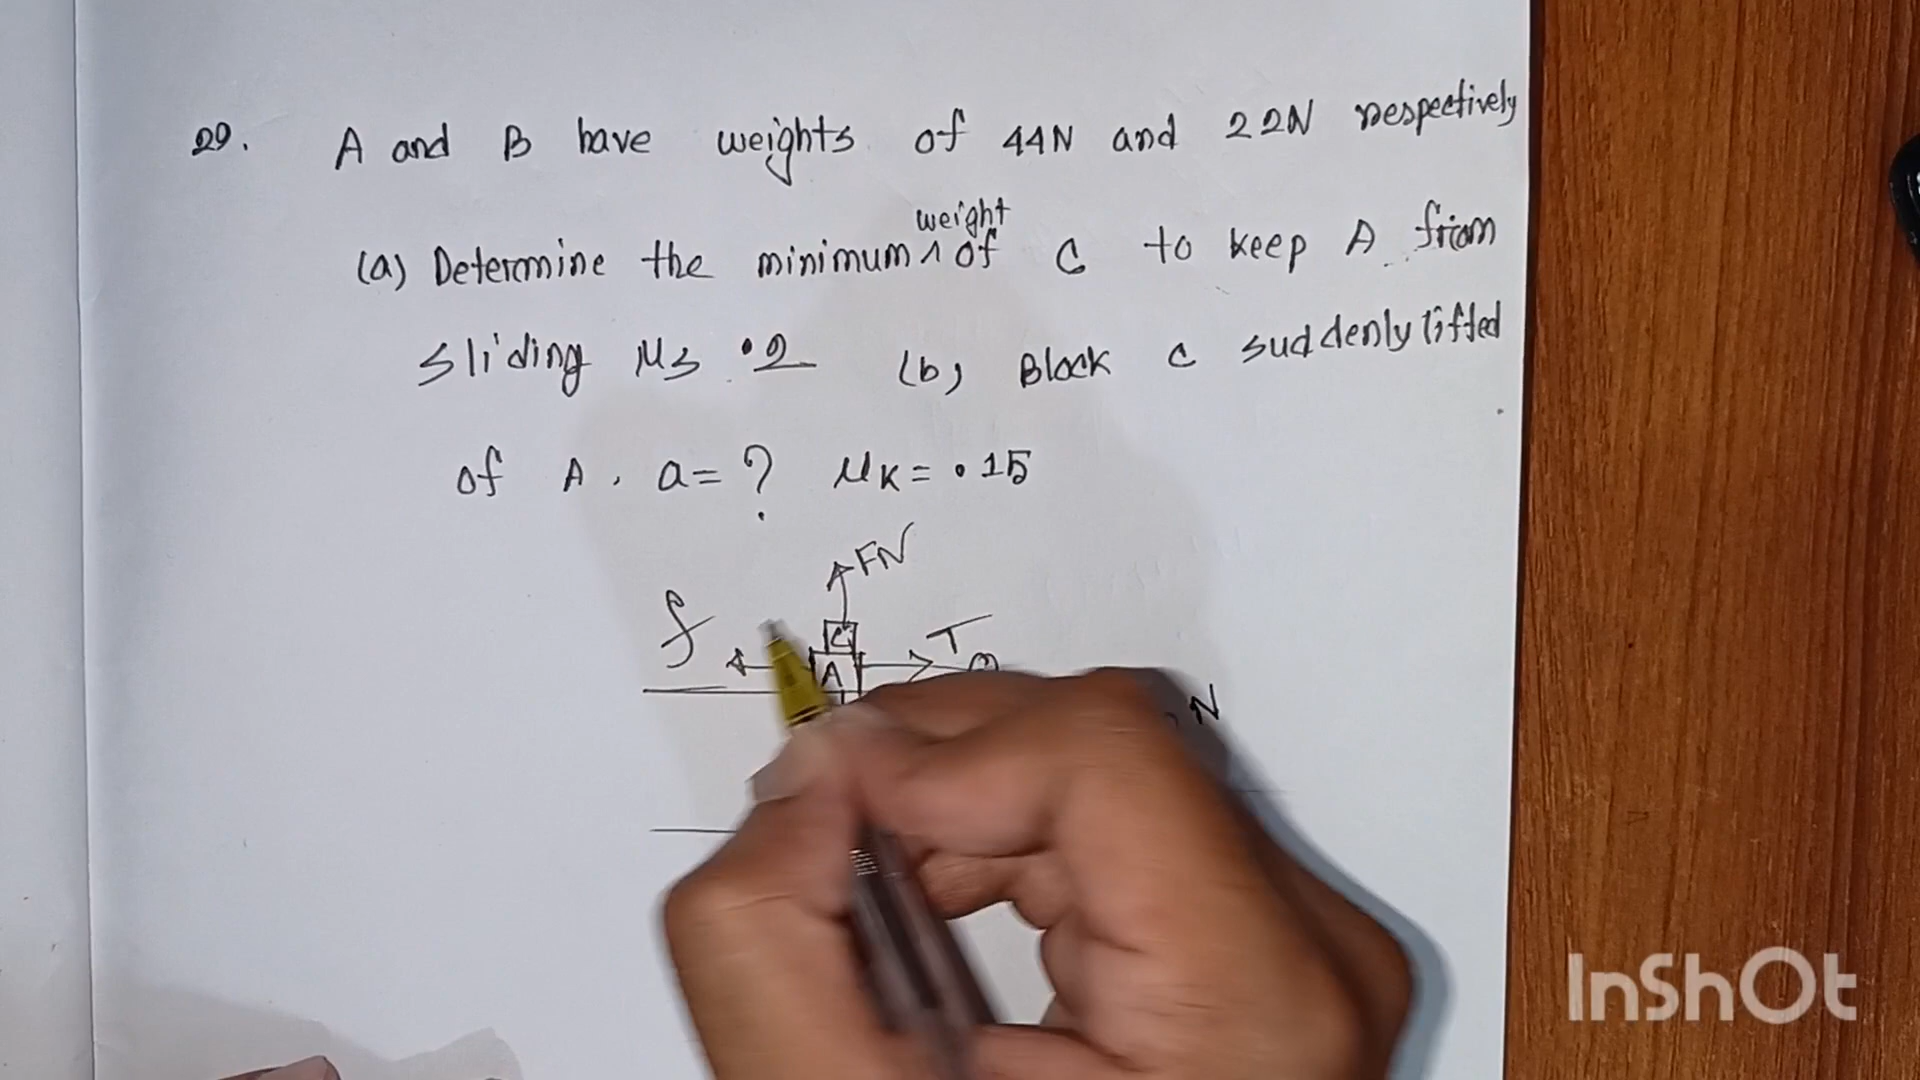 29. A and B have weights of 44N and 22N respectively
weight
(a) Determine the minimum ^ of C to keep A from
sliding μs .2 (b) Block C suddenly lifted
of A. a = ? μK = .15
FN
f C T
A
N
InShOt